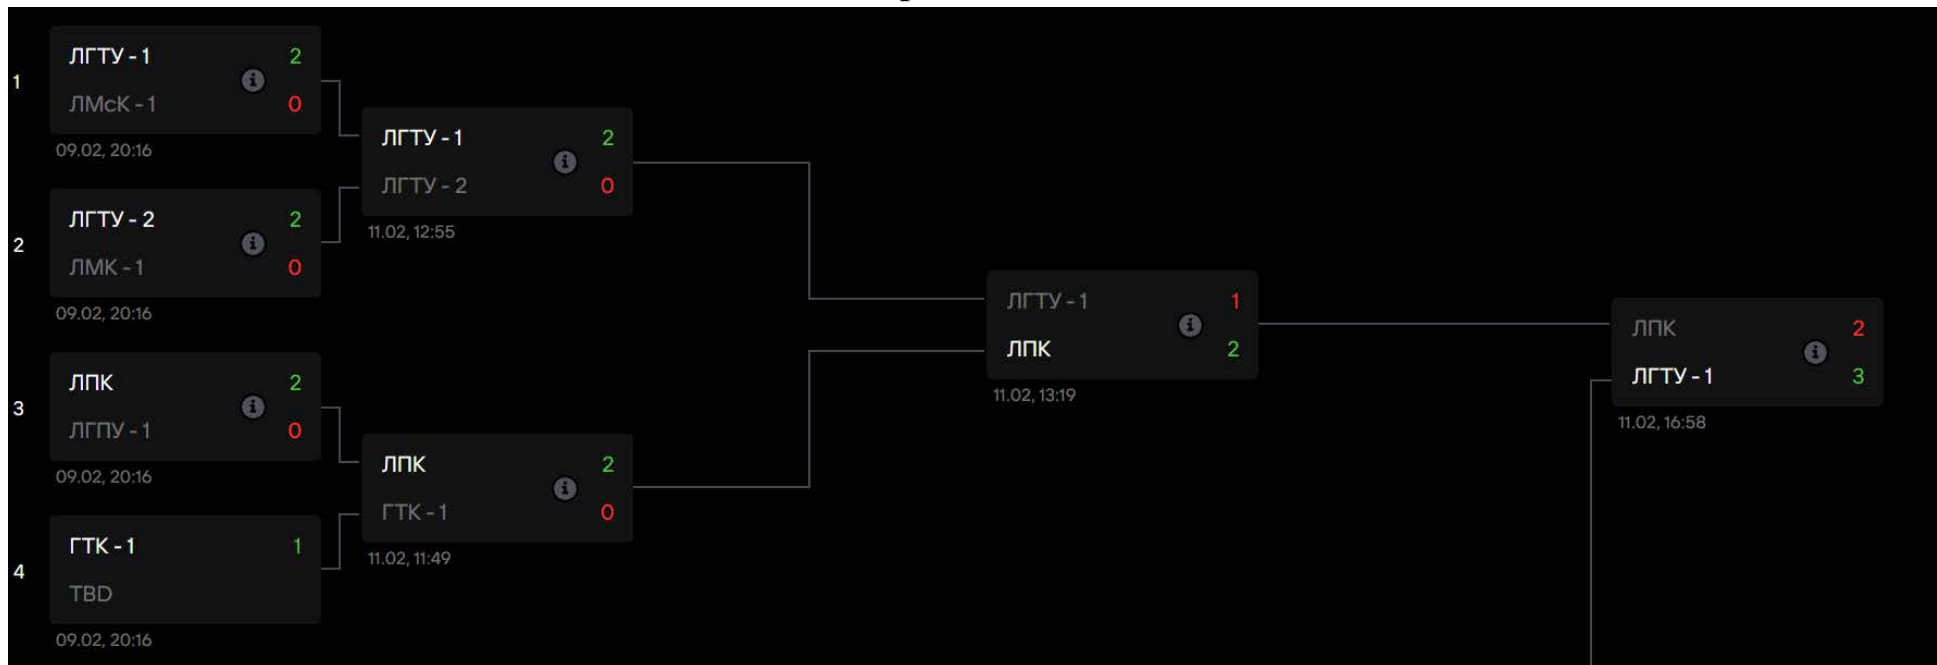 1
ЛГТУ - 1 2
ЛМсК - 1 0
09.02, 20:16
2
ЛГТУ - 2 2
ЛМК - 1 0
09.02, 20:16
3
ЛПК 2
ЛГПУ - 1 0
09.02, 20:16
4
ГТК - 1 1
TBD
09.02, 20:16
ЛГТУ - 1 2
ЛГТУ - 2 0
11.02, 12:55
ЛПК 2
ГТК - 1 0
11.02, 11:49
ЛГТУ - 1 1
ЛПК 2
11.02, 13:19
ЛПК 2
ЛГТУ - 1 3
11.02, 16:58